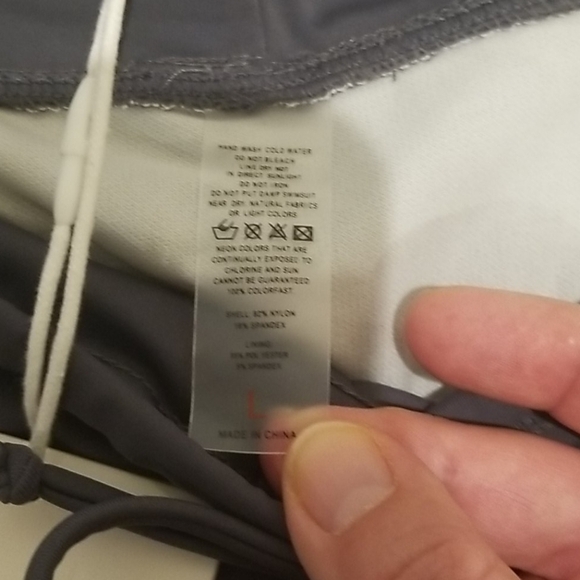 HAND WASH COLD WATER
DO NOT BLEACH
LINE DRY NOT
IN DIRECT SUNLIGHT
DO NOT IRON
DO NOT PUT DAMP SWIMSUIT
NEAR DRY, NATURAL FABRICS
OR LIGHT COLORS
NEON COLORS THAT ARE
CONTINUALLY EXPOSED TO
CHLORINE AND SUN
CANNOT BE GUARANTEED
100% COLORFAST
SHELL: 82% NYLON
18% SPANDEX
LINING:
95% POLYESTER
5% SPANDEX
L
MADE IN CHINA